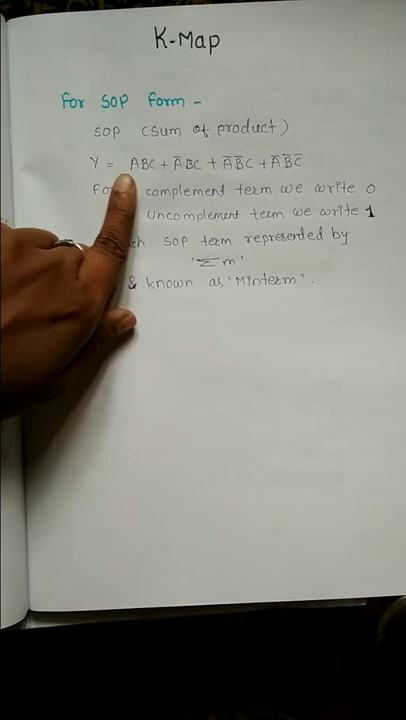 K-Map
For SOP Form -
SOP (sum of product)
Y = ABC + A̅BC + A̅B̅C + A̅B̅C̅
For complement term we write 0
Uncomplement term we write 1
ch SOP term represented by
'Σm'
& known as 'Minterm'.